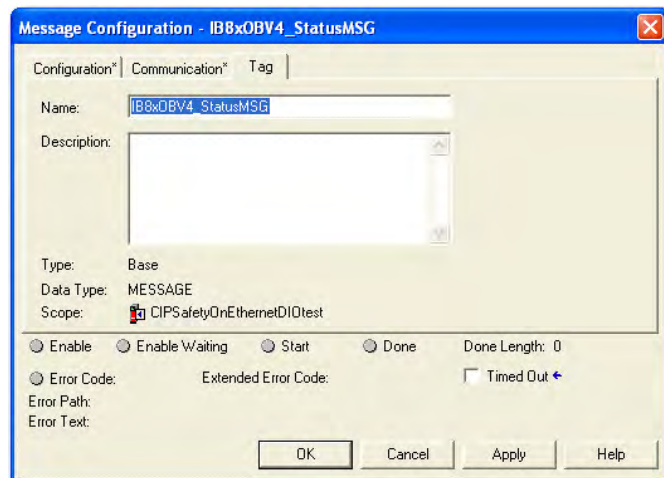 Message Configuration - IB8xOBV4_StatusMSG
Configuration* Communication* Tag
Name: IB8xOBV4_StatusMSG
Description:
Type: Base
Data Type: MESSAGE
Scope: CIPSafetyOnEthernetDIOtest
Enable Enable Waiting Start Done Done Length: 0
Error Code: Extended Error Code: Timed Out ←
Error Path:
Error Text:
OK Cancel Apply Help